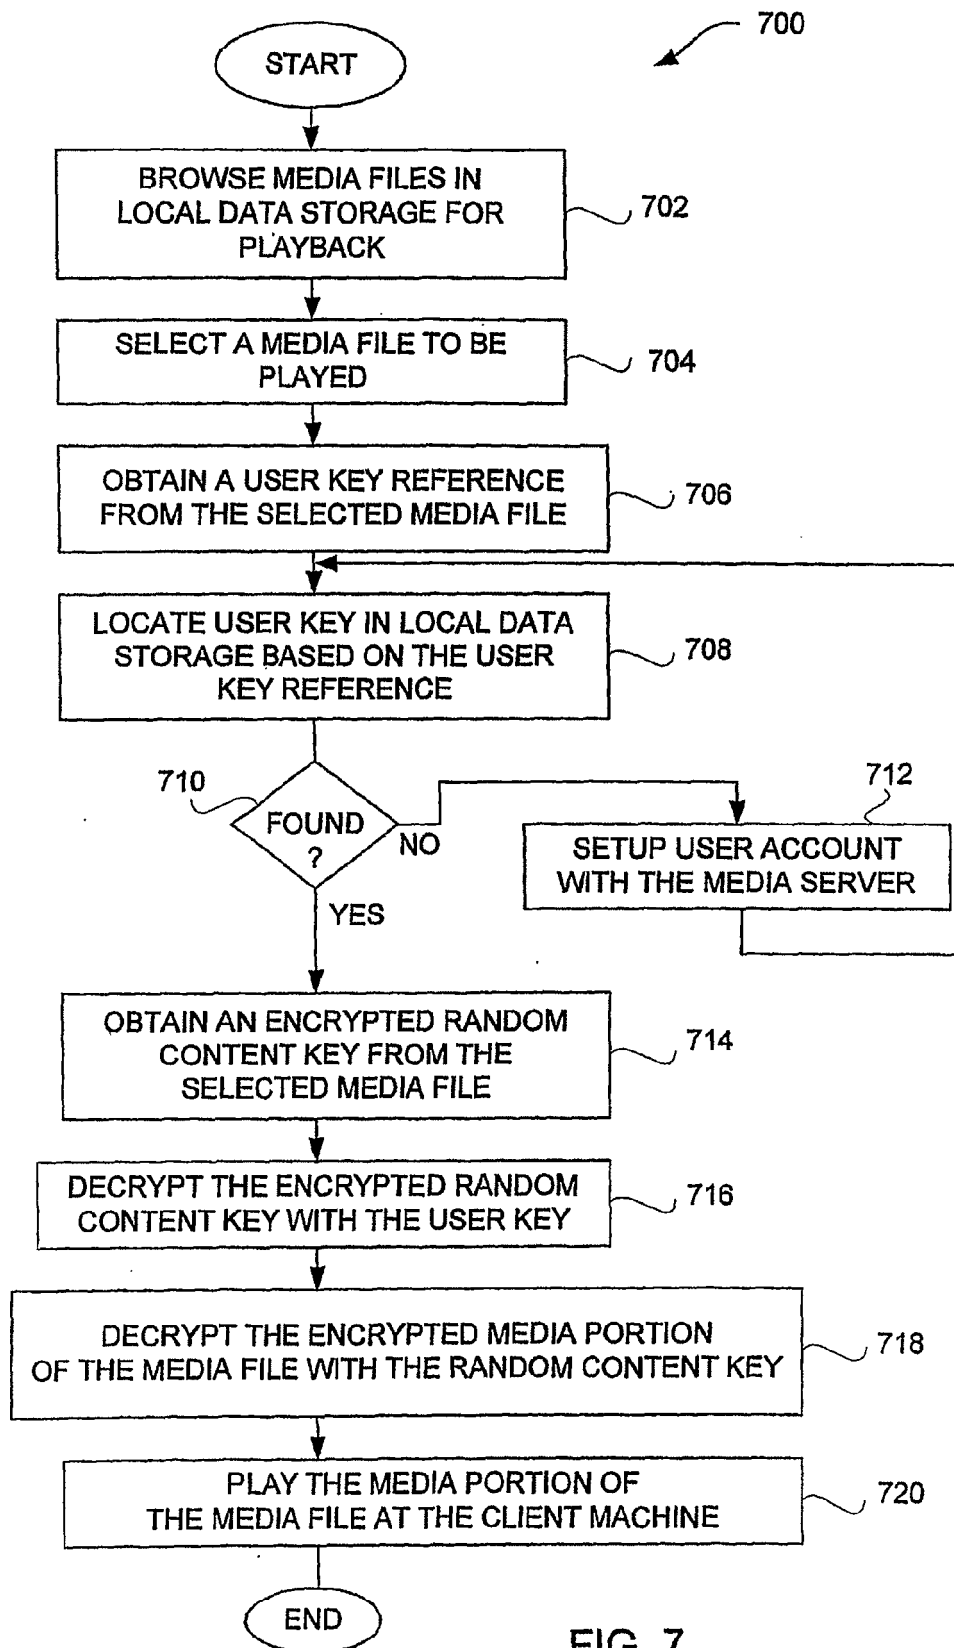 700
START
BROWSE MEDIA FILES IN
LOCAL DATA STORAGE FOR
PLAYBACK
702
SELECT A MEDIA FILE TO BE
PLAYED
704
OBTAIN A USER KEY REFERENCE
FROM THE SELECTED MEDIA FILE
706
LOCATE USER KEY IN LOCAL DATA
STORAGE BASED ON THE USER
KEY REFERENCE
708
710
FOUND
?
NO
YES
712
SETUP USER ACCOUNT
WITH THE MEDIA SERVER
OBTAIN AN ENCRYPTED RANDOM
CONTENT KEY FROM THE
SELECTED MEDIA FILE
714
DECRYPT THE ENCRYPTED RANDOM
CONTENT KEY WITH THE USER KEY
716
DECRYPT THE ENCRYPTED MEDIA PORTION
OF THE MEDIA FILE WITH THE RANDOM CONTENT KEY
718
PLAY THE MEDIA PORTION OF
THE MEDIA FILE AT THE CLIENT MACHINE
720
END
FIG. 7